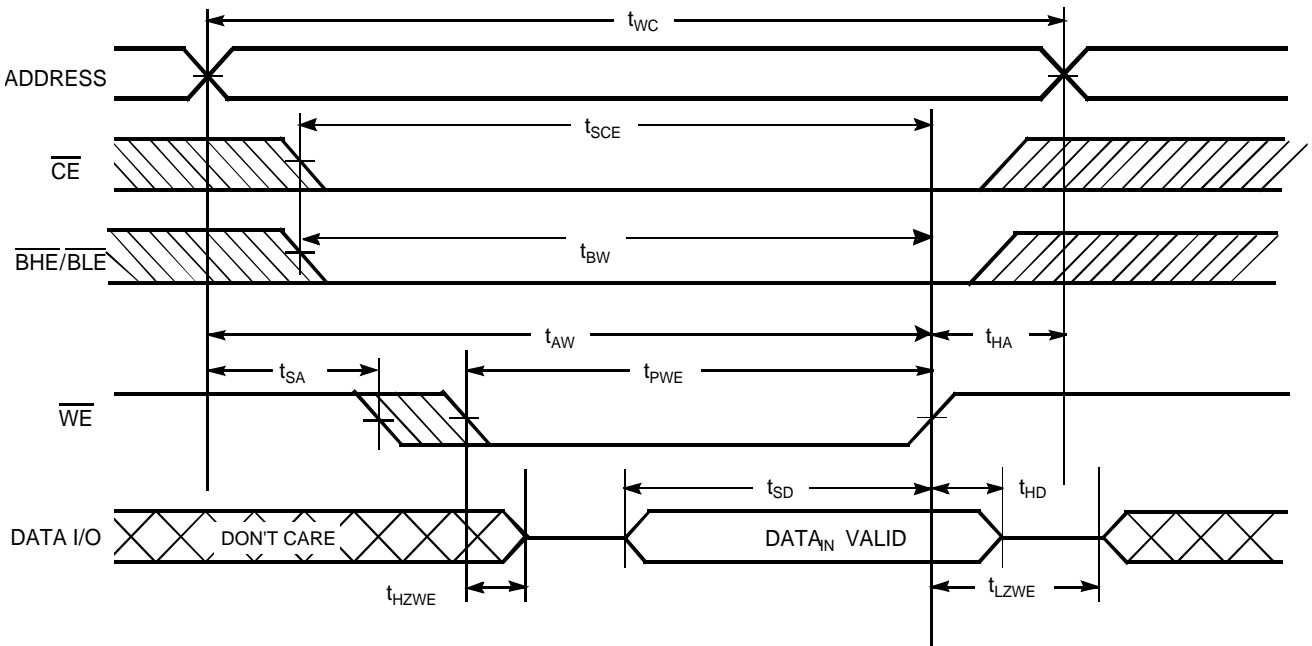 tWC
ADDRESS
tSCE
CE
tBW
BHE/BLE
tAW
tHA
tSA
tPWE
WE
tSD
tHD
DATA I/O
DON'T CARE
DATAIN VALID
tHZWE
tLZWE